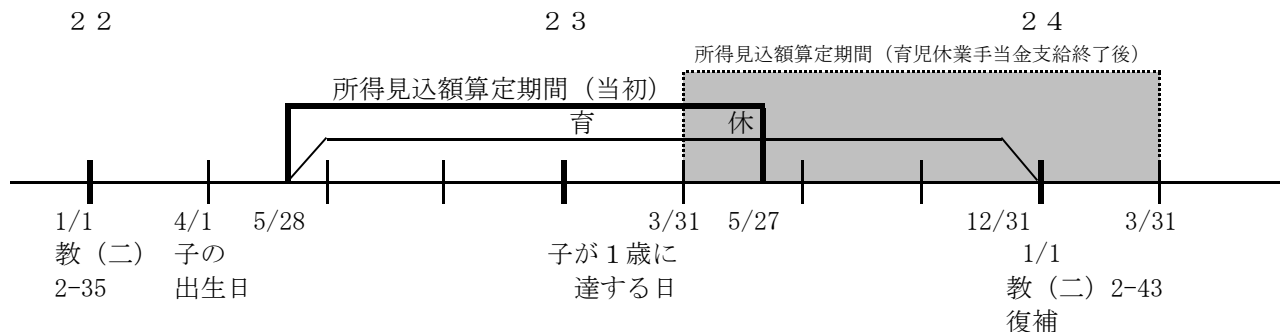 ２２ ２３ ２４
所得見込額算定期間（育児休業手当金支給終了後）
所得見込額算定期間（当初）
育 休
1/1 4/1 5/28 3/31 5/27 12/31 3/31
教（二） 子の 子が１歳に 1/1
2-35 出生日 達する日 教（二）2-43
復補